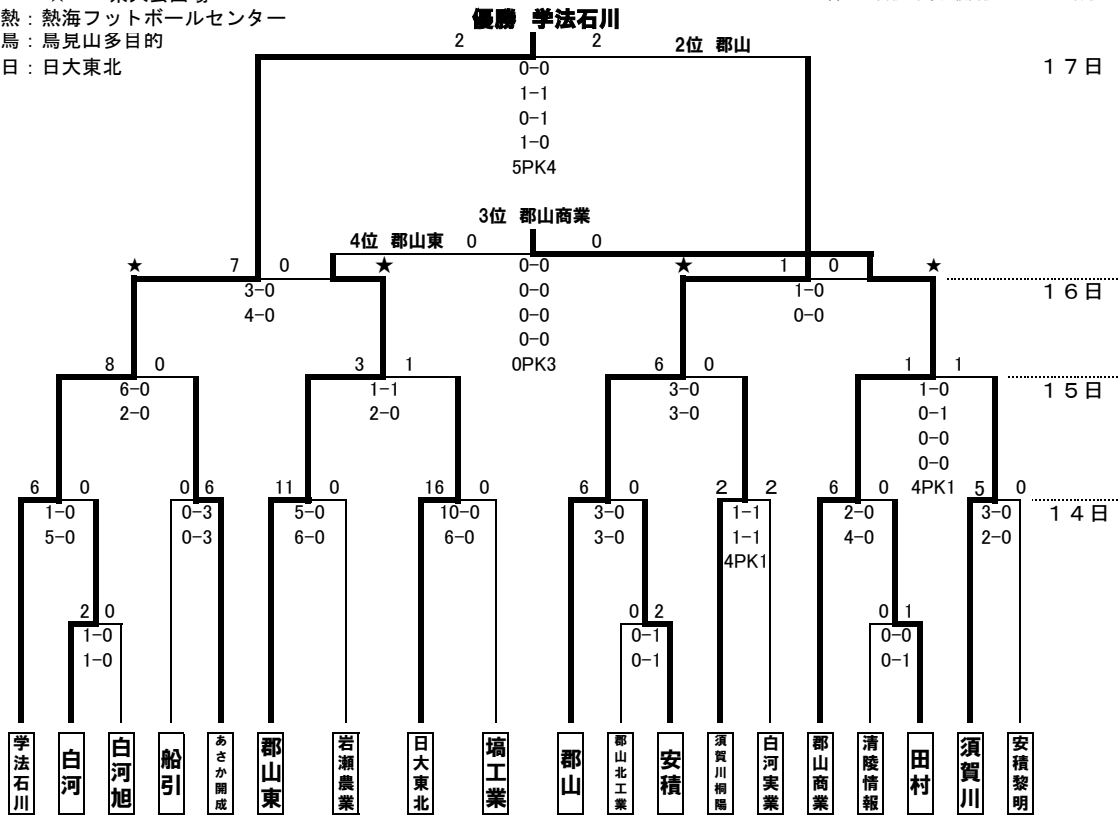 熱：熱海フットボールセンター
鳥：鳥見山多目的
日：日大東北
優勝 学法石川
2 2
2位 郡山
17日
0-0
1-1
0-1
1-0
5PK4
3位 郡山商業
4位 郡山東 0 0
★ 7 0 ★ 0-0 ★ 1 0 ★
3-0 0-0 1-0 16日
4-0 0-0 0-0
0-0
8 0 3 1 0PK3 6 0 1 1
6-0 1-1 3-0 1-0 15日
2-0 2-0 3-0 0-1
0-0
0-0
6 0 0 6 11 0 16 0 6 0 2 2 6 0 4PK1 5 0
1-0 0-3 5-0 10-0 3-0 1-1 2-0 3-0 14日
5-0 0-3 6-0 6-0 3-0 1-1 4-0 2-0
4PK1
2 0 0 2 0 1
1-0 0-1 0-0
1-0 0-1 0-1
学法石川
白河
白河旭
船引
あさか開成
郡山東
岩瀬農業
日大東北
塙工業
郡山
郡山北工業
安積
須賀川桐陽
白河実業
郡山商業
清陵情報
田村
須賀川
安積黎明